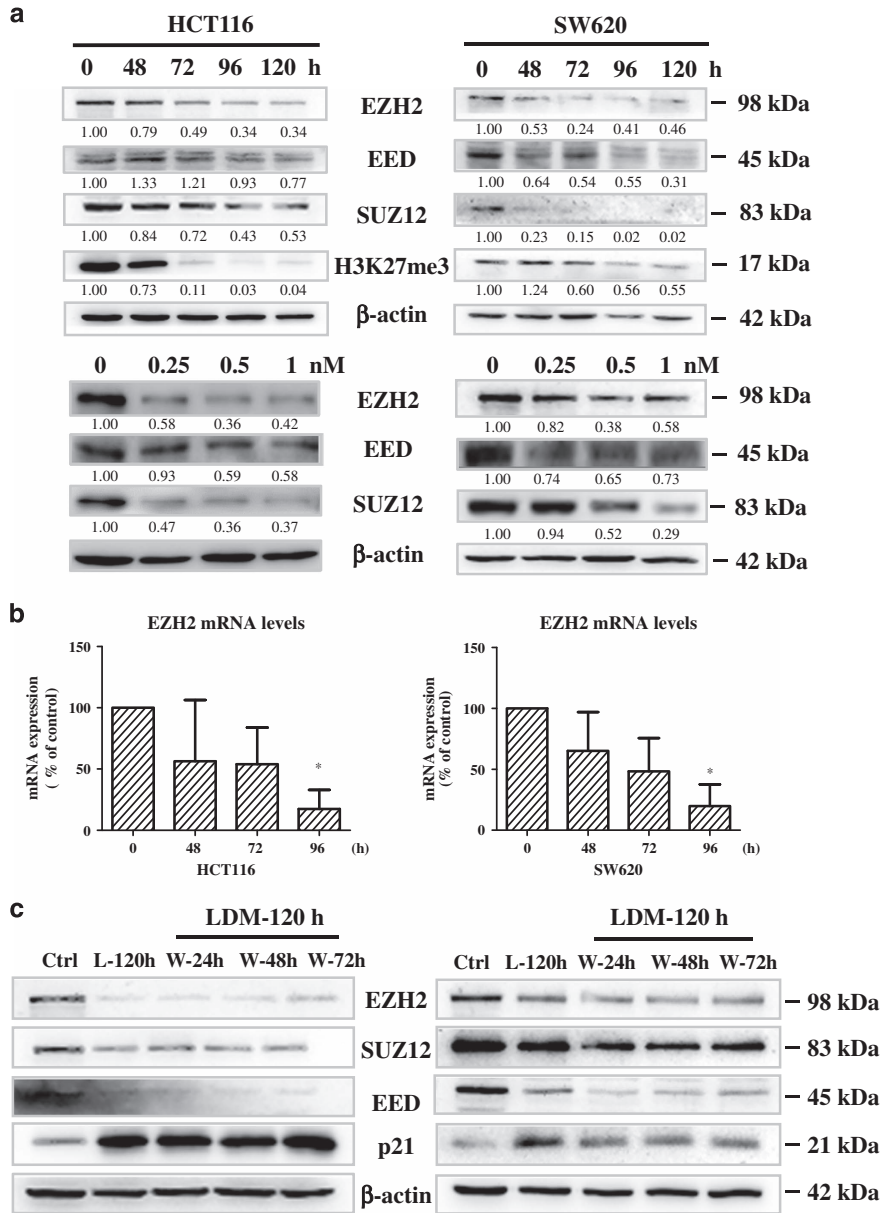 a
HCT116
SW620
0 48 72 96 120 h
0 48 72 96 120 h
EZH2
98 kDa
1.00 0.79 0.49 0.34 0.34
1.00 0.53 0.24 0.41 0.46
EED
45 kDa
1.00 1.33 1.21 0.93 0.77
1.00 0.64 0.54 0.55 0.31
SUZ12
83 kDa
1.00 0.84 0.72 0.43 0.53
1.00 0.23 0.15 0.02 0.02
H3K27me3
17 kDa
1.00 0.73 0.11 0.03 0.04
1.00 1.24 0.60 0.56 0.55
β-actin
42 kDa
0 0.25 0.5 1 nM
0 0.25 0.5 1 nM
EZH2
98 kDa
1.00 0.58 0.36 0.42
1.00 0.82 0.38 0.58
EED
45 kDa
1.00 0.93 0.59 0.58
1.00 0.74 0.65 0.73
SUZ12
83 kDa
1.00 0.47 0.36 0.37
1.00 0.94 0.52 0.29
β-actin
42 kDa
b
EZH2 mRNA levels
mRNA expression
( % of control)
150
100
50
0
0 48 72 96 (h)
*
HCT116
EZH2 mRNA levels
mRNA expression
( % of control)
150
100
50
0
0 48 72 96 (h)
*
SW620
c
LDM-120 h
LDM-120 h
Ctrl L-120h W-24h W-48h W-72h
Ctrl L-120h W-24h W-48h W-72h
EZH2
98 kDa
SUZ12
83 kDa
EED
45 kDa
p21
21 kDa
β-actin
42 kDa